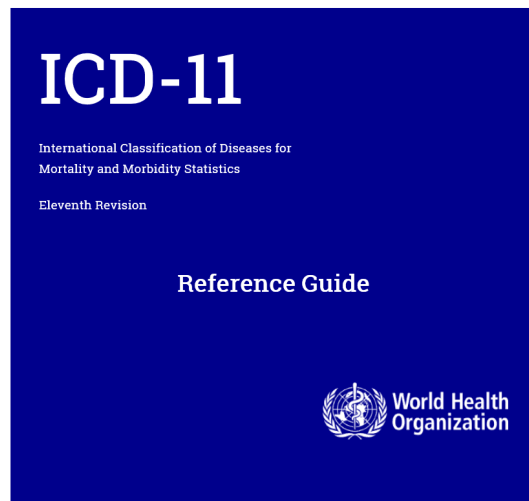 ICD-11
International Classification of Diseases for
Mortality and Morbidity Statistics
Eleventh Revision
Reference Guide
World Health
Organization